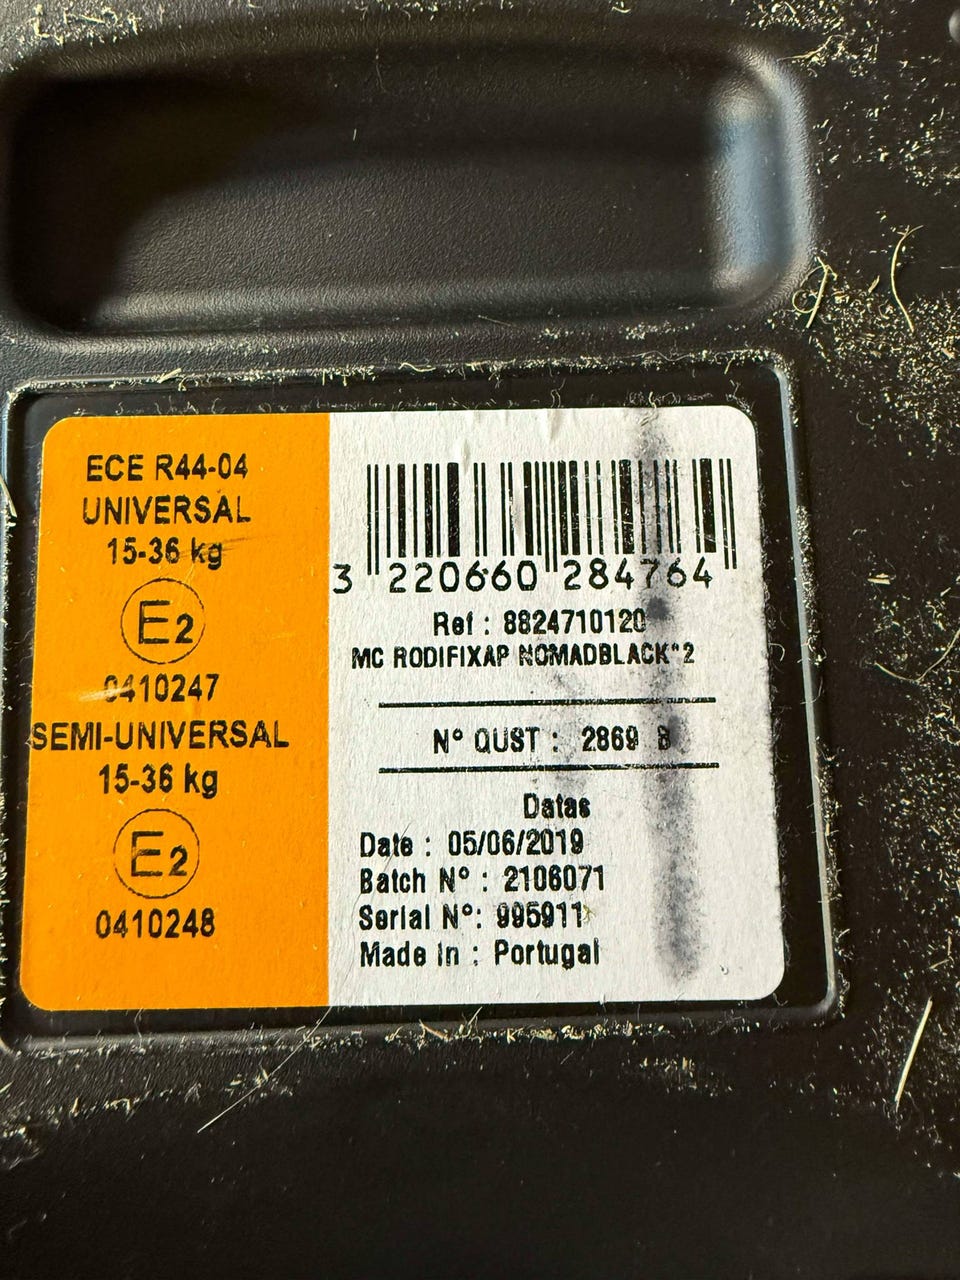 ECE R44-04
UNIVERSAL
15-36 kg
E2
0410247
SEMI-UNIVERSAL
15-36 kg
E2
0410248
3 220660 284764
Ref : 8824710120
MC RODIFIXAP NOMADBLACK*2
N° QUST : 2869 B
Datas
Date : 05/06/2019
Batch N° : 2106071
Serial N°: 995911
Made in : Portugal